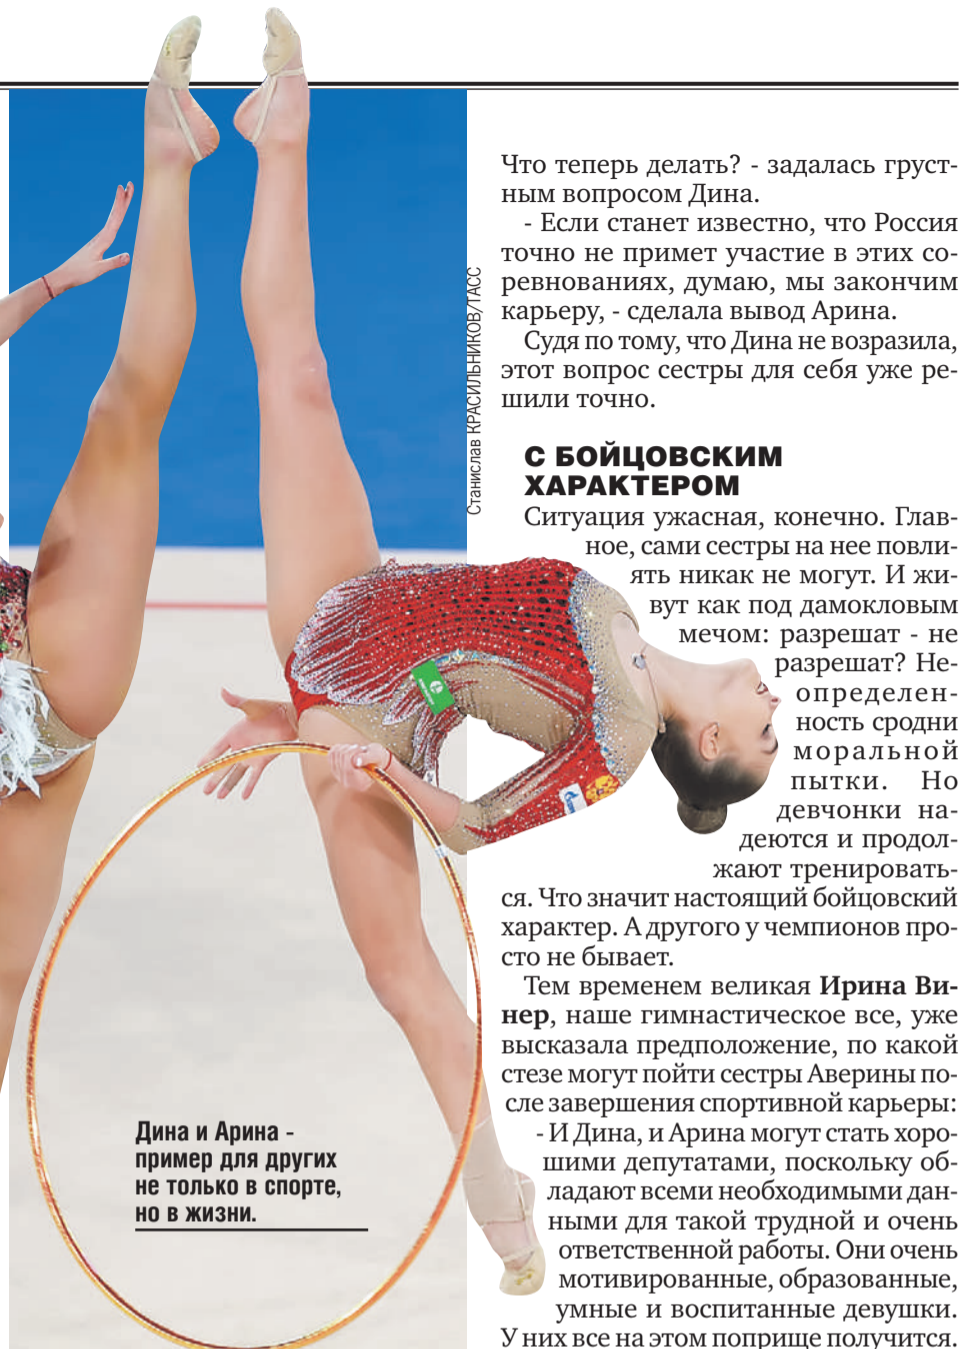 Что теперь делать? - задалась груст-
ным вопросом Дина.
- Если станет известно, что Россия
точно не примет участие в этих со-
ревнованиях, думаю, мы закончим
карьеру, - сделала вывод Арина.
Судя по тому, что Дина не возразила,
этот вопрос сестры для себя уже ре-
шили точно.
С БОЙЦОВСКИМ
ХАРАКТЕРОМ
Ситуация ужасная, конечно. Глав-
ное, сами сестры на нее повли-
ять никак не могут. И жи-
вут как под дамокловым
мечом: разрешат - не
разрешат? Не-
определен-
ность сродни
моральной
пытки. Но
девчонки на-
деются и продол-
жают тренировать-
ся. Что значит настоящий бойцовский
характер. А другого у чемпионов про-
сто не бывает.
Тем временем великая Ирина Ви-
нер, наше гимнастическое все, уже
высказала предположение, по какой
стезе могут пойти сестры Аверины по-
сле завершения спортивной карьеры:
- И Дина, и Арина могут стать хоро-
шими депутатами, поскольку об-
ладают всеми необходимыми дан-
ными для такой трудной и очень
ответственной работы. Они очень
мотивированные, образованные,
умные и воспитанные девушки.
У них все на этом поприще получится.
Станислав КРАСИЛЬНИКОВ/ТАСС
Дина и Арина -
пример для других
не только в спорте,
но в жизни.